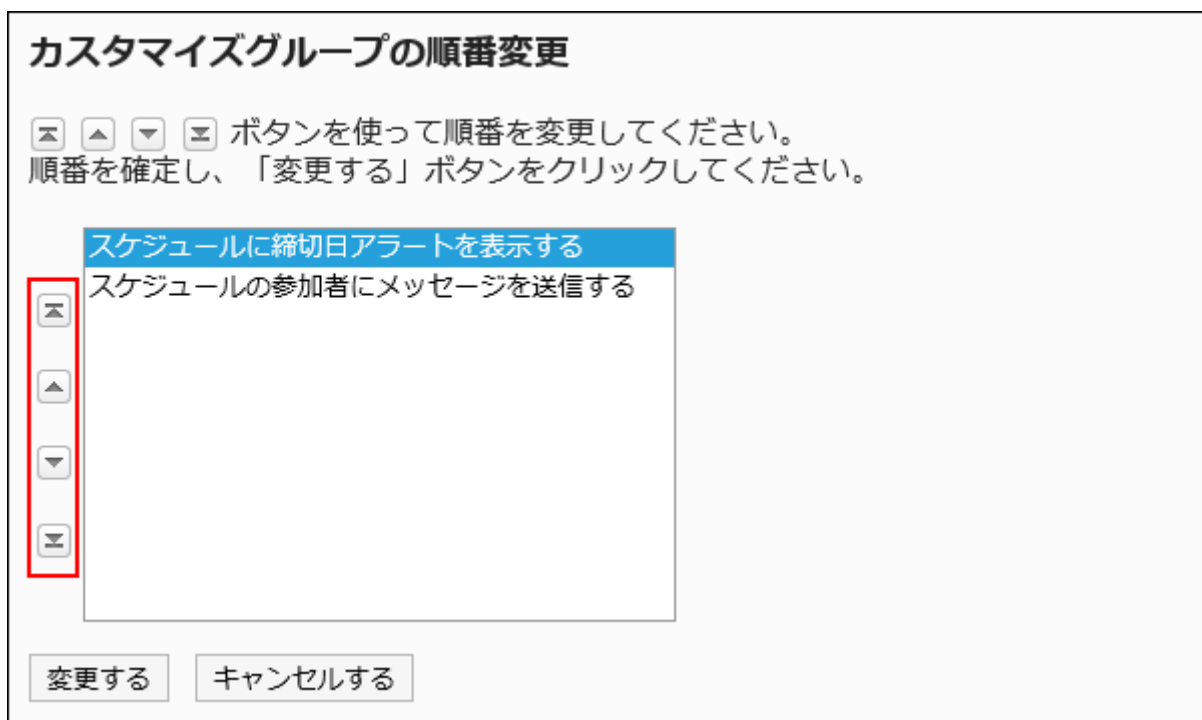 カスタマイズグループの順番変更
ボタンを使って順番を変更してください。
順番を確定し、「変更する」ボタンをクリックしてください。
スケジュールに締切日アラートを表示する
スケジュールの参加者にメッセージを送信する
変更する
キャンセルする